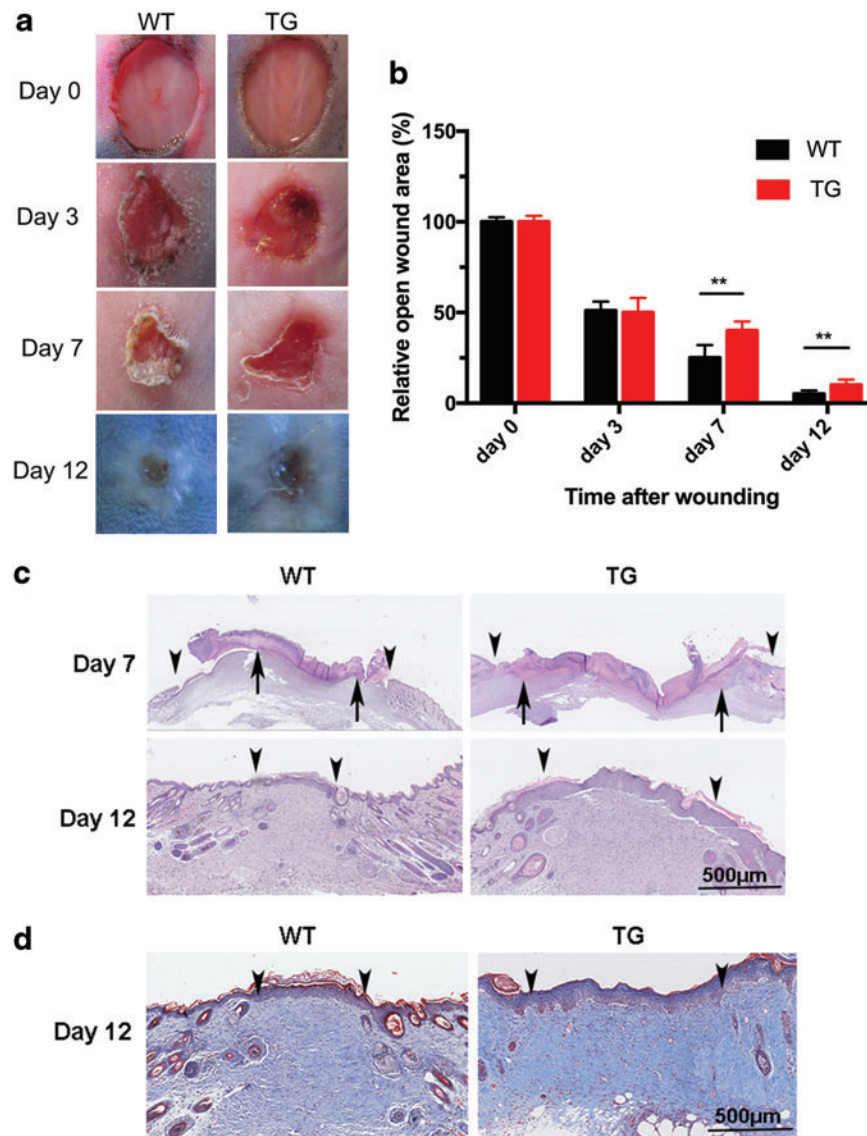 a
WT TG
Day 0
Day 3
Day 7
Day 12
b
Relative open wound area (%)
150
100
50
0
WT
TG
**
**
day 0 day 3 day 7 day 12
Time after wounding
c
WT TG
Day 7
Day 12
500μm
d
WT TG
Day 12
500μm